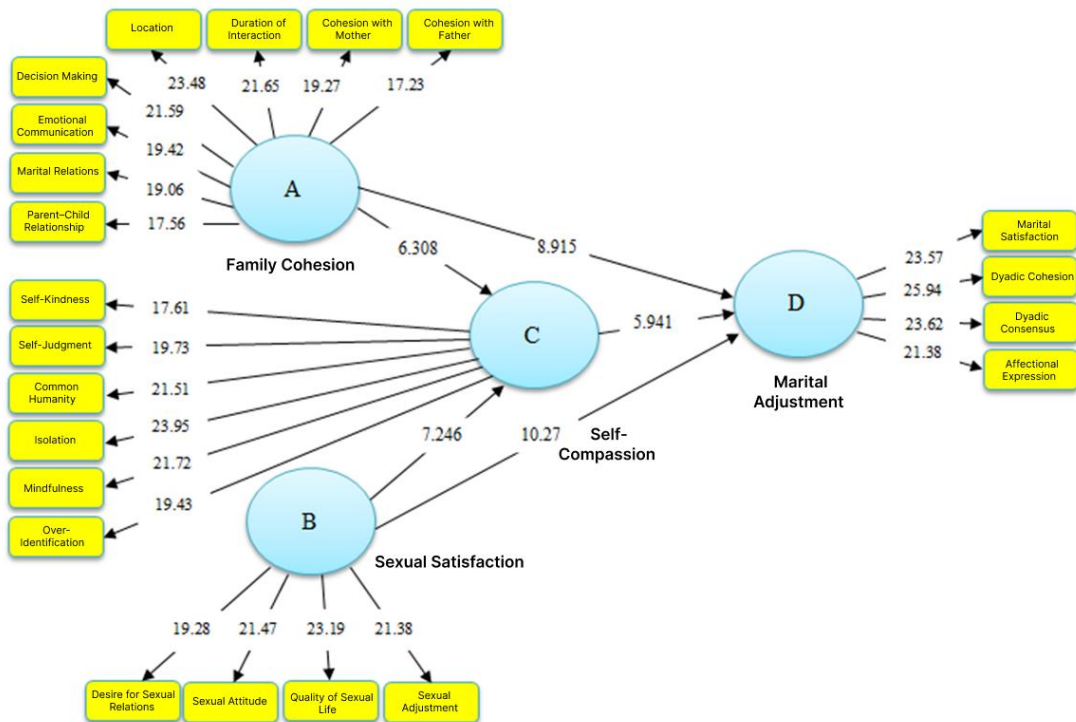 Location
Duration of
Interaction
Cohesion with
Mother
Cohesion with
Father
Decision Making
Emotional
Communication
Marital Relations
Parent–Child
Relationship
23.48
21.65
19.27
17.23
21.59
19.42
19.06
17.56
A
Family Cohesion
6.308
8.915
Self-Kindness
Self-Judgment
Common
Humanity
Isolation
Mindfulness
Over-
Identification
17.61
19.73
21.51
23.95
21.72
19.43
C
Self-
Compassion
5.941
7.246
10.27
B
Sexual Satisfaction
19.28
21.47
23.19
21.38
Desire for Sexual
Relations
Sexual Attitude
Quality of Sexual
Life
Sexual
Adjustment
D
Marital
Adjustment
23.57
25.94
23.62
21.38
Marital
Satisfaction
Dyadic Cohesion
Dyadic
Consensus
Affectional
Expression